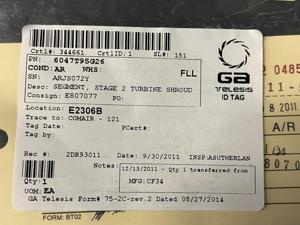 Crtl#: 344661 CrtlID: 1 SL#: 151
PN: 6047T95G26
COND: AR WHS: FLL
SN: ARJS072Y
Desc: SEGMENT, STAGE 2 TURBINE SHROUD
Consign: E807077
GA
TELESIS
ID TAG
Location: E2306B
Trace to: COMAIR - 121
Tag Date: PCert#:
Tag By:
Rec #: 2DR93011 9/30/2011 INSP ASUTHERLAN
Notes: 12/13/2011 - Qty 1 transferred from
Qty: 1 MFG:CF34
UOM: EA
GA Telesis Form# 75-2C-rev.2 Dated 08/27/2014
FORM: BT02
2011
A/R